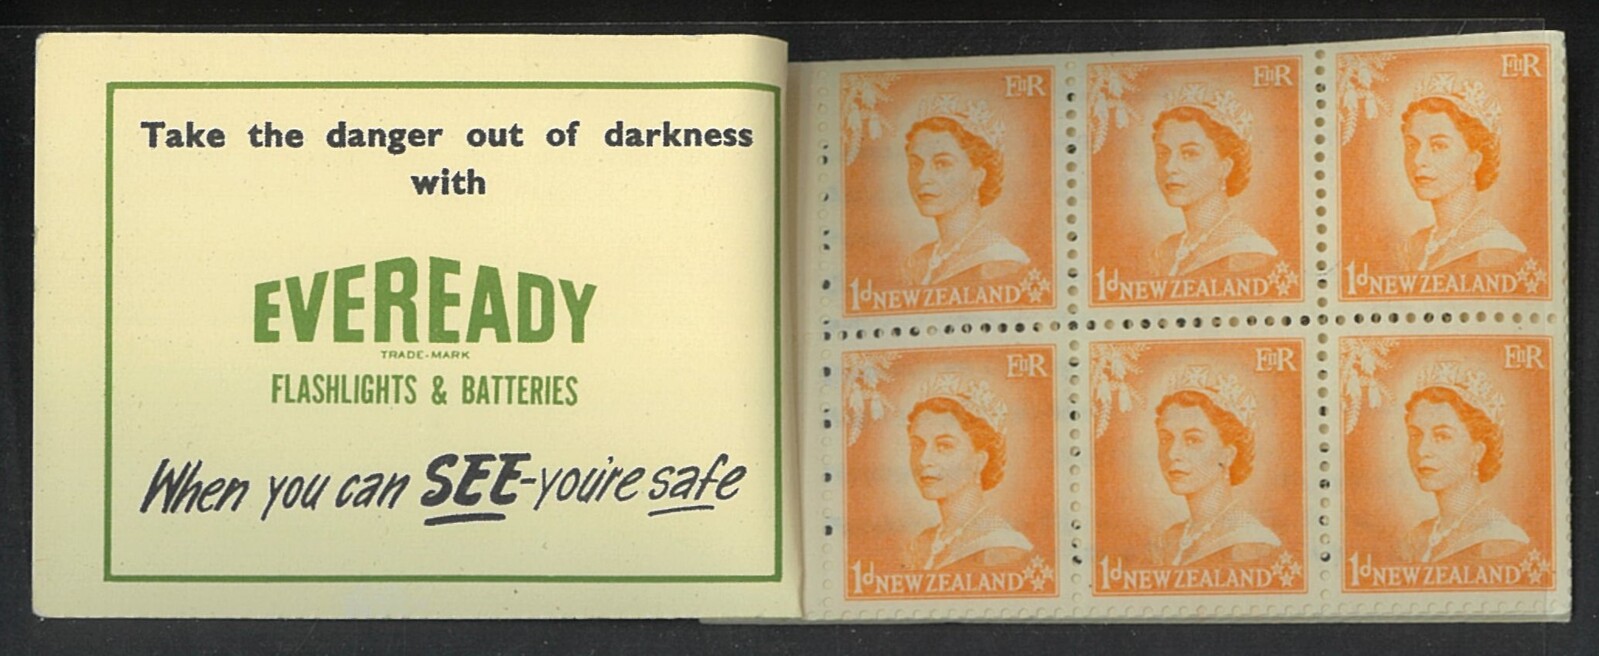 Take the danger out of darkness
with
EVEREADY
TRADE-MARK
FLASHLIGHTS & BATTERIES
When you can SEE-you're safe
EIIR
1d NEW ZEALAND
EIIR
1d NEW ZEALAND
EIIR
1d NEW ZEALAND
EIIR
1d NEW ZEALAND
EIIR
1d NEW ZEALAND
EIIR
1d NEW ZEALAND